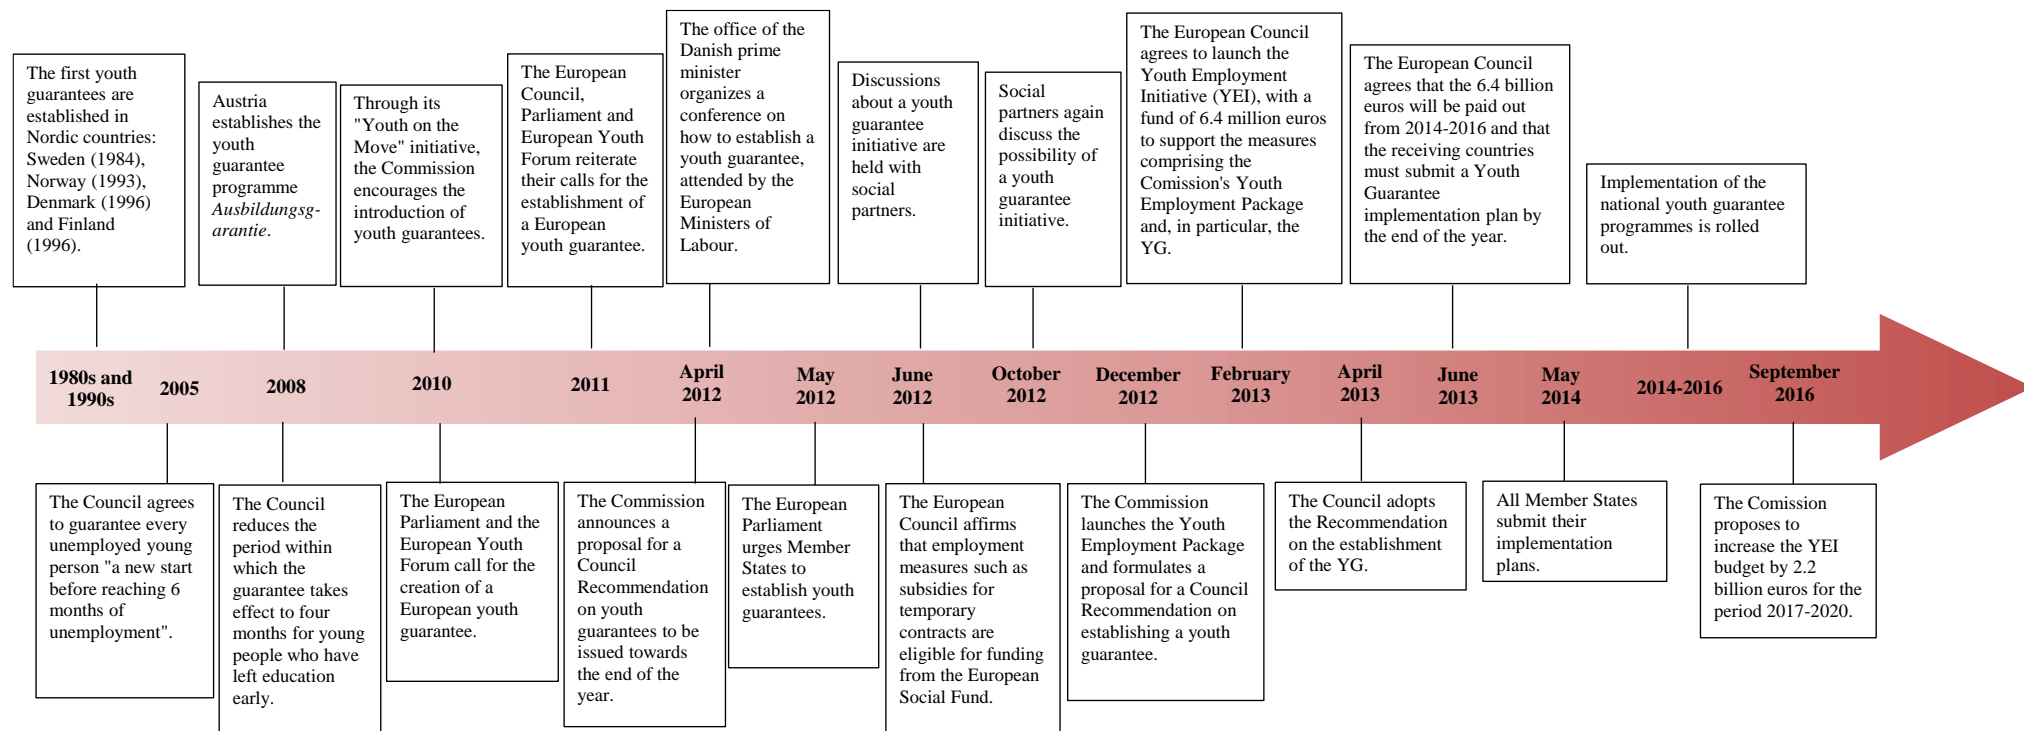 The first youth
guarantees are
established in
Nordic countries:
Sweden (1984),
Norway (1993),
Denmark (1996)
and Finland
(1996).
Austria
establishes the
youth
guarantee
programme
Ausbildungsg-
arantie.
Through its
"Youth on the
Move" initiative,
the Commission
encourages the
introduction of
youth guarantees.
The European
Council,
Parliament and
European Youth
Forum reiterate
their calls for the
establishment of
a European
youth guarantee.
The office of the
Danish prime
minister
organizes a
conference on
how to establish a
youth guarantee,
attended by the
European
Ministers of
Labour.
Discussions
about a youth
guarantee
initiative are
held with
social
partners.
Social
partners again
discuss the
possibility of
a youth
guarantee
initiative.
The European Council
agrees to launch the
Youth Employment
Initiative (YEI), with a
fund of 6.4 million euros
to support the measures
comprising the
Comission's Youth
Employment Package
and, in particular, the
YG.
The European Council
agrees that the 6.4 billion
euros will be paid out
from 2014-2016 and that
the receiving countries
must submit a Youth
Guarantee
implementation plan by
the end of the year.
Implementation of the
national youth guarantee
programmes is rolled
out.
1980s and
1990s
2005
2008
2010
2011
April
2012
May
2012
June
2012
October
2012
December
2012
February
2013
April
2013
June
2013
May
2014
2014-2016
September
2016
The Council agrees
to guarantee every
unemployed young
person "a new start
before reaching 6
months of
unemployment".
The Council
reduces the
period within
which the
guarantee takes
effect to four
months for young
people who have
left education
early.
The European
Parliament and the
European Youth
Forum call for the
creation of a
European youth
guarantee.
The Commission
announces a
proposal for a
Council
Recommendation
on youth
guarantees to be
issued towards
the end of the
year.
The European
Parliament
urges Member
States to
establish youth
guarantees.
The European
Council affirms
that employment
measures such as
subsidies for
temporary
contracts are
eligible for funding
from the European
Social Fund.
The Commission
launches the Youth
Employment Package
and formulates a
proposal for a Council
Recommendation on
establishing a youth
guarantee.
The Council adopts
the Recommendation
on the establishment
of the YG.
All Member States
submit their
implementation
plans.
The Comission
proposes to
increase the YEI
budget by 2.2
billion euros for the
period 2017-2020.